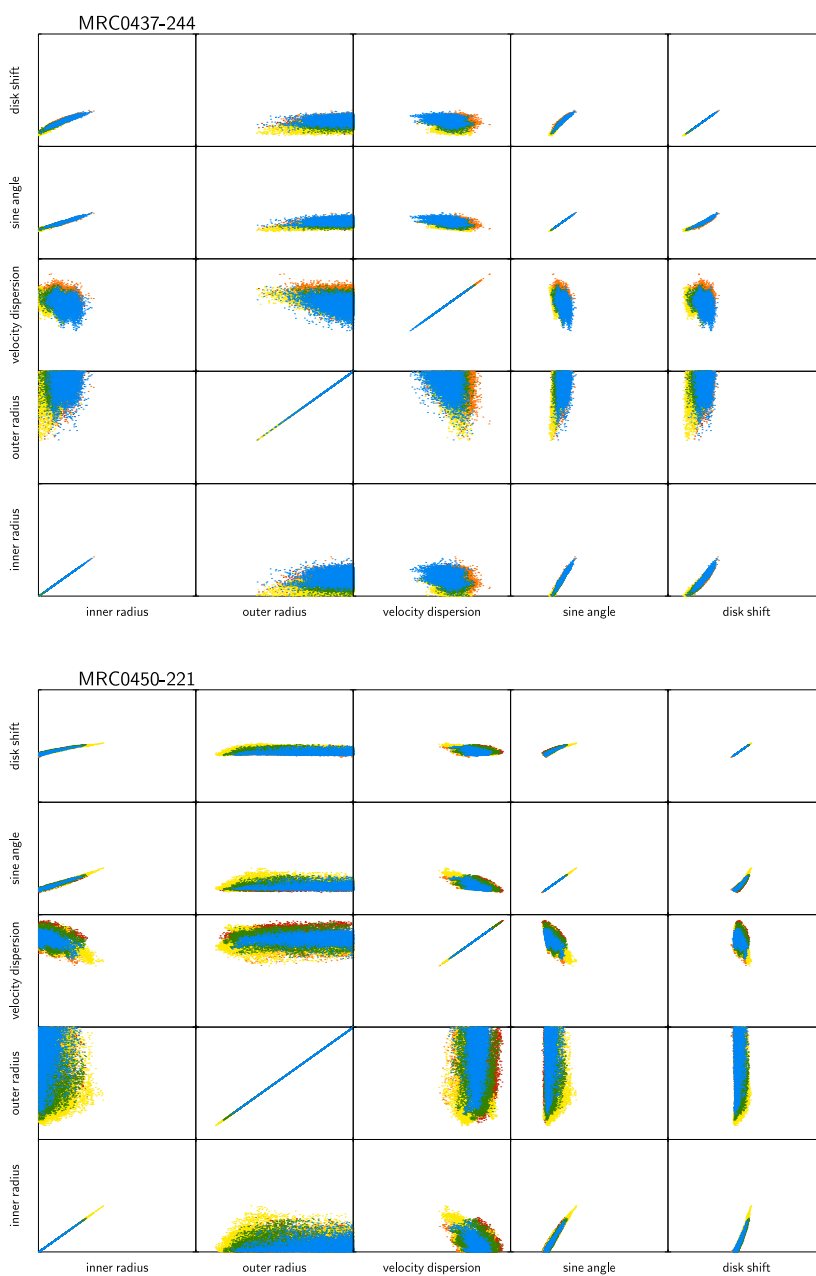 MRC0437-244
disk shift
sine angle
velocity dispersion
outer radius
inner radius
inner radius outer radius velocity dispersion sine angle disk shift
MRC0450-221
disk shift
sine angle
velocity dispersion
outer radius
inner radius
inner radius outer radius velocity dispersion sine angle disk shift